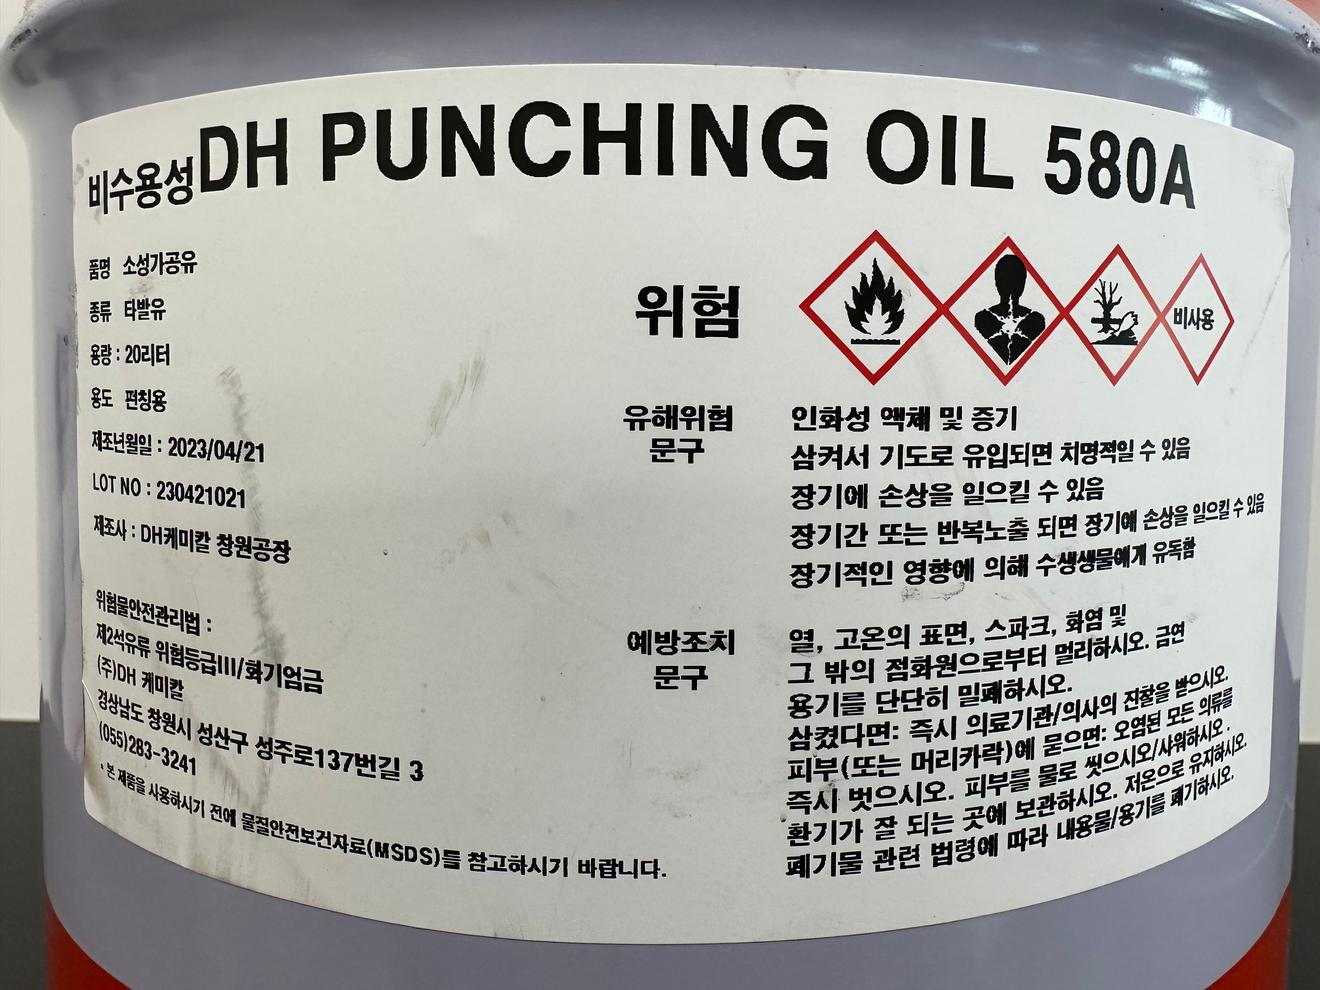 비수용성 DH PUNCHING OIL 580A
품명 소성가공유
종류 타발유
용량 : 20리터
용도 펀칭용
제조년월일 : 2023/04/21
LOT NO : 230421021
제조사 : DH케미칼 창원공장
위험물안전관리법 :
제2석유류 위험등급III/화기엄금
(주)DH 케미칼
경상남도 창원시 성산구 성주로137번길 3
(055)283-3241
* 본 제품을 사용하시기 전에 물질안전보건자료(MSDS)를 참고하시기 바랍니다.
위험
비사용
유해위험
문구
인화성 액체 및 증기
삼켜서 기도로 유입되면 치명적일 수 있음
장기에 손상을 일으킬 수 있음
장기간 또는 반복노출 되면 장기에 손상을 일으킬 수 있음
장기적인 영향에 의해 수생생물에게 유독함
예방조치
문구
열, 고온의 표면, 스파크, 화염 및
그 밖의 점화원으로부터 멀리하시오. 금연
용기를 단단히 밀폐하시오.
삼켰다면: 즉시 의료기관/의사의 진찰을 받으시오.
피부(또는 머리카락)에 묻으면: 오염된 모든 의류를
즉시 벗으시오. 피부를 물로 씻으시오/샤워하시오.
환기가 잘 되는 곳에 보관하시오. 저온으로 유지하시오.
폐기물 관련 법령에 따라 내용물/용기를 폐기하시오.